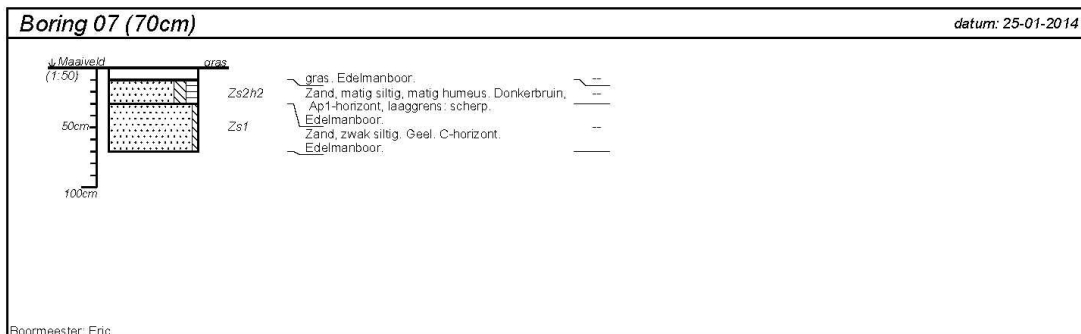 Boring 07 (70cm)
datum: 25-01-2014
↓ Maaiveld
gras
(1:50)
gras. Edelmanboor.
--
Zs2h2
Zand, matig siltig, matig humeus. Donkerbruin,
--
Ap1-horizont, laaggrens: scherp.
Edelmanboor.
50cm
Zs1
Zand, zwak siltig. Geel. C-horizont.
--
Edelmanboor.
100cm
Boormeester: Eric